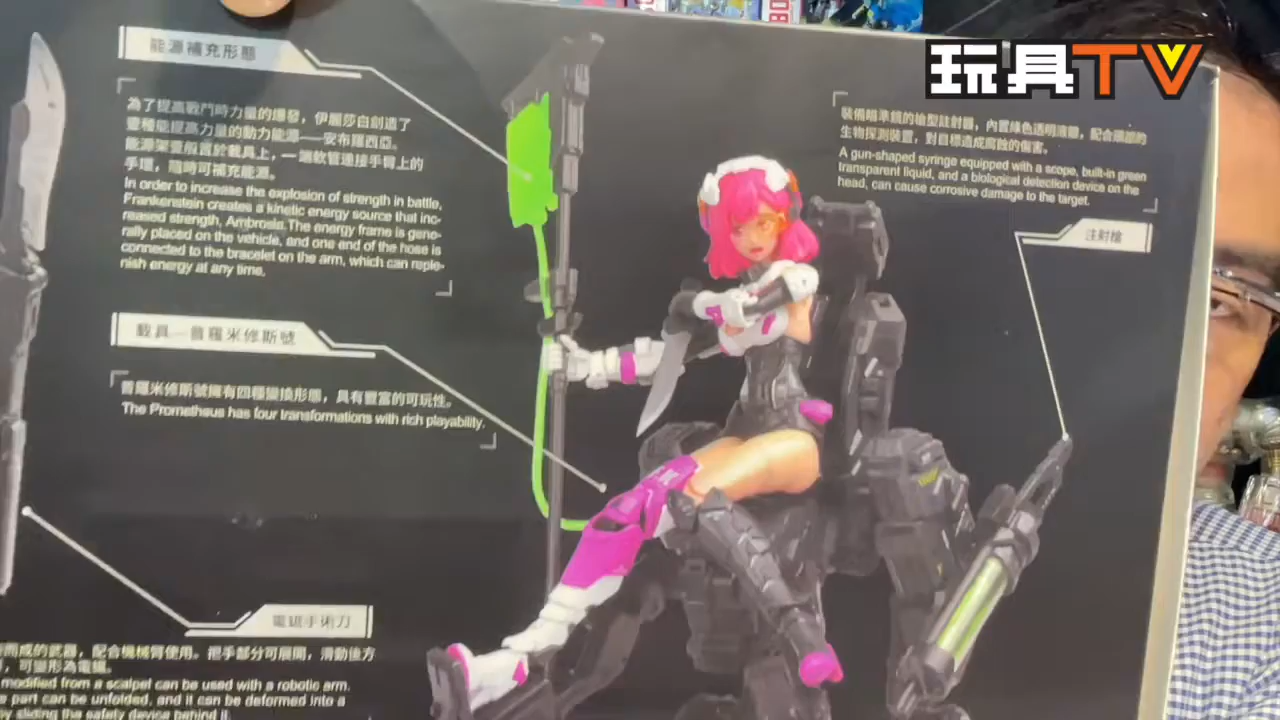 玩具TV
能源補充形態
為了提高戰鬥時力量的爆發，伊麗莎白創造了
壹種能提高力量的動力能源——安布羅西亞。
能源架壹般置於載具上，一端軟管連接手臂上的
手環，隨時可補充能源。
In order to increase the explosion of strength in battle,
Frankenstein creates a kinetic energy source that inc-
reased strength, Ambrosia.The energy frame is gene-
rally placed on the vehicle, and one end of the hose is
connected to the bracelet on the arm, which can reple-
nish energy at any time.
載具—普羅米修斯號
普羅米修斯號擁有四種變換形態，具有豐富的可玩性。
The Prometheus has four transformations with rich playability.
裝備瞄準鏡的槍型註射器，內置綠色透明液體，配合頭部的
生物探測裝置，對目標造成腐蝕的傷害。
A gun-shaped syringe equipped with a scope, built-in green
transparent liquid, and a biological detection device on the
head, can cause corrosive damage to the target.
注射槍
電磁手術刀
而成的武器，配合機械臂使用。把手部分可展開，滑動後方
，可變形為電鋸。
modified from a scalpel can be used with a robotic arm.
part can be unfolded, and it can be deformed into a
by sliding the safety device behind it